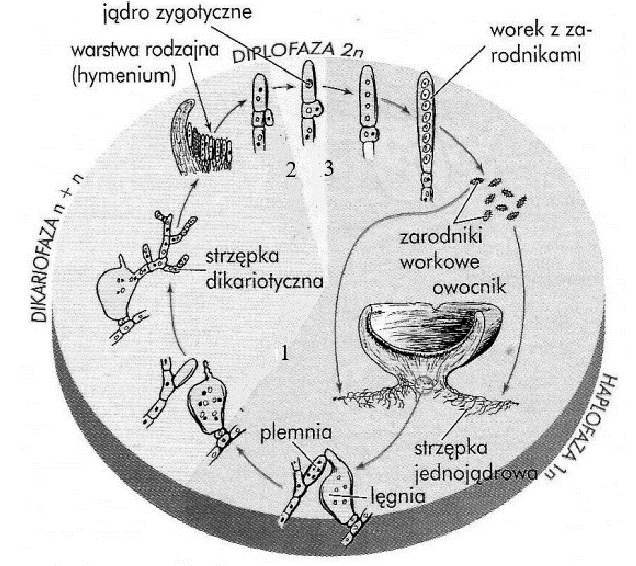 jądro zygotyczne
warstwa rodzajna
(hymenium)
DIPLOFAZA 2n
worek z za-
rodnikami
2
3
DIKARIOFAZA n + n
strzępka
dikariotyczna
zarodniki
workowe
owocnik
1
plemnia
łęgnia
strzępka
jednojądrowa
HAPLOFAZA 1n